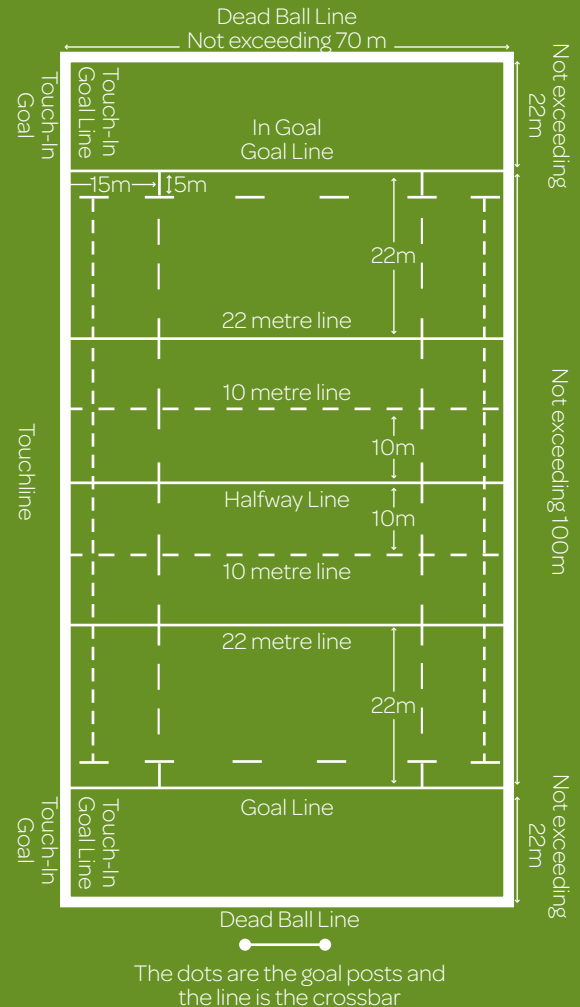 Dead Ball Line
Not exceeding 70 m
Touch-In
Goal
Touch-In
Goal Line
Not exceeding
22m
In Goal
Goal Line
15m
5m
22m
22 metre line
10 metre line
10m
Touchline
Not exceeding 100m
Halfway Line
10m
10 metre line
22 metre line
22m
Touch-In
Goal
Touch-In
Goal Line
Goal Line
Not exceeding
22m
Dead Ball Line
The dots are the goal posts and
the line is the crossbar